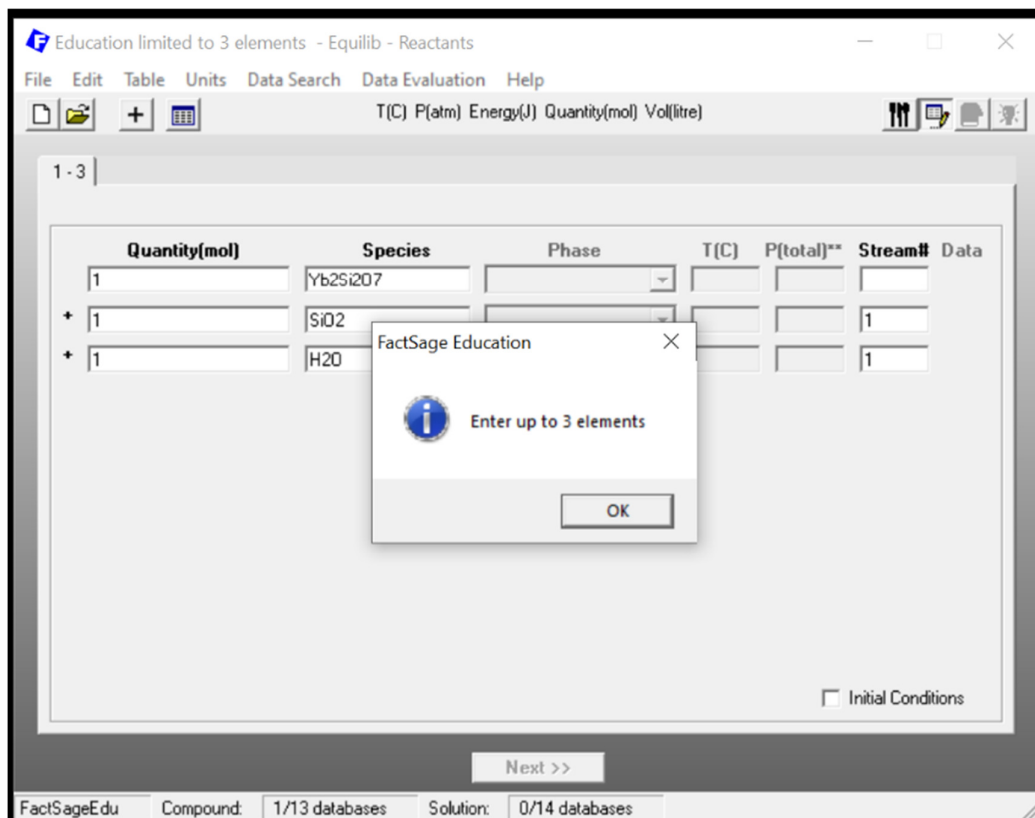 Education limited to 3 elements - Equilib - Reactants
File Edit Table Units Data Search Data Evaluation Help
T(C) P(atm) Energy(J) Quantity(mol) Vol(litre)
1 - 3
Quantity(mol) Species Phase T(C) P(total)** Stream# Data
1 Yb2Si2O7
+ 1 SiO2 1
+ 1 H2O 1
FactSage Education
Enter up to 3 elements
OK
Initial Conditions
Next >>
FactSageEdu Compound: 1/13 databases Solution: 0/14 databases